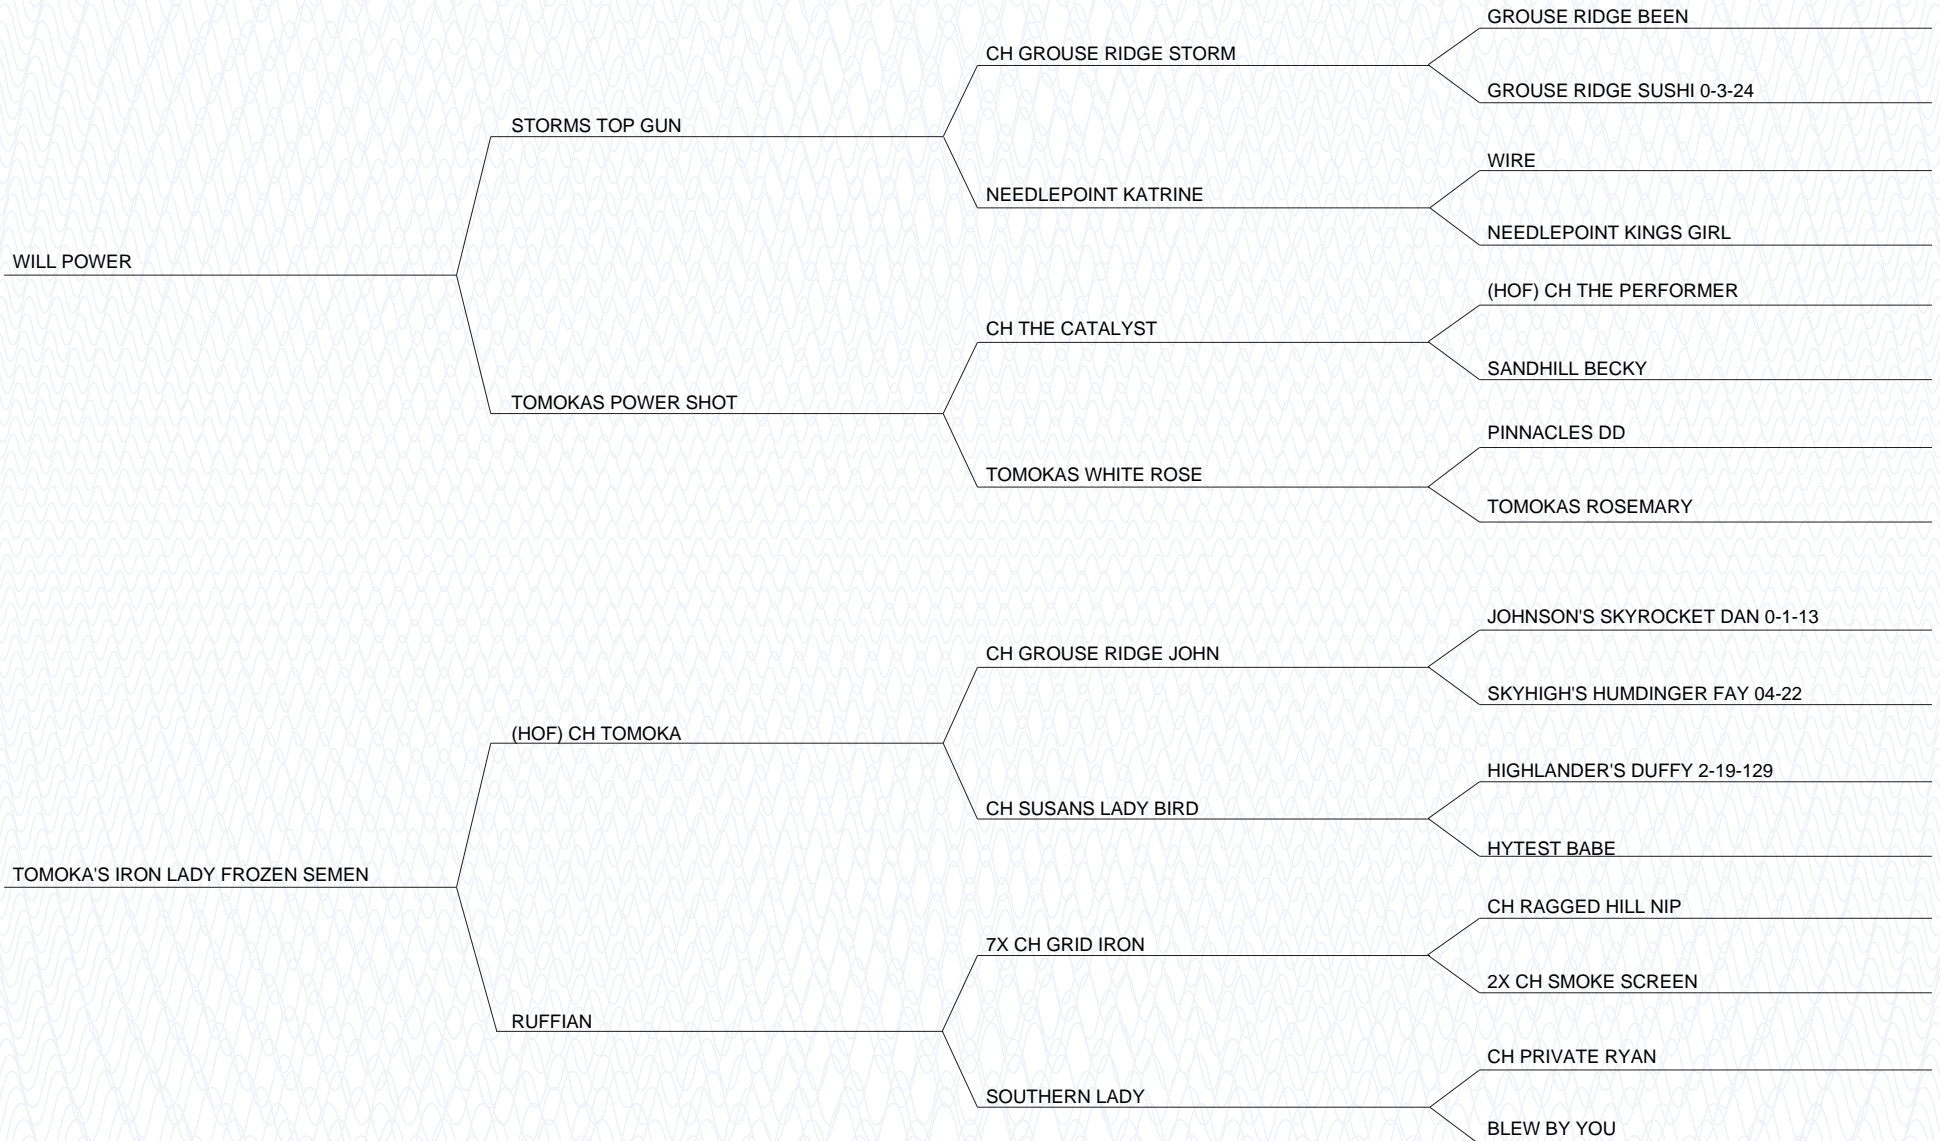 GROUSE RIDGE BEEN
CH GROUSE RIDGE STORM
GROUSE RIDGE SUSHI 0-3-24
STORMS TOP GUN
WIRE
NEEDLEPOINT KATRINE
NEEDLEPOINT KINGS GIRL
WILL POWER
(HOF) CH THE PERFORMER
CH THE CATALYST
SANDHILL BECKY
TOMOKAS POWER SHOT
PINNACLES DD
TOMOKAS WHITE ROSE
TOMOKAS ROSEMARY
JOHNSON'S SKYROCKET DAN 0-1-13
CH GROUSE RIDGE JOHN
SKYHIGH'S HUMDINGER FAY 04-22
(HOF) CH TOMOKA
HIGHLANDER'S DUFFY 2-19-129
CH SUSANS LADY BIRD
HYTEST BABE
TOMOKA'S IRON LADY FROZEN SEMEN
CH RAGGED HILL NIP
7X CH GRID IRON
2X CH SMOKE SCREEN
RUFFIAN
CH PRIVATE RYAN
SOUTHERN LADY
BLEW BY YOU